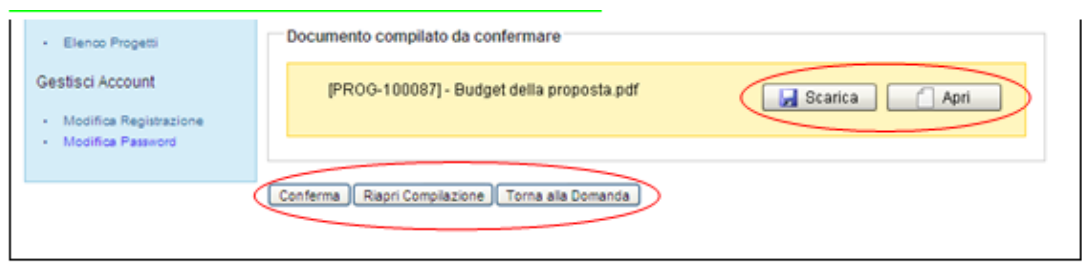 Elenco Progetti
Gestisci Account
Modifica Registrazione
Modifica Password
Documento compilato da confermare
[PROG-100087] - Budget della proposta.pdf
Scarica Apri
Conferma Riapri Compilazione Torna alla Domanda